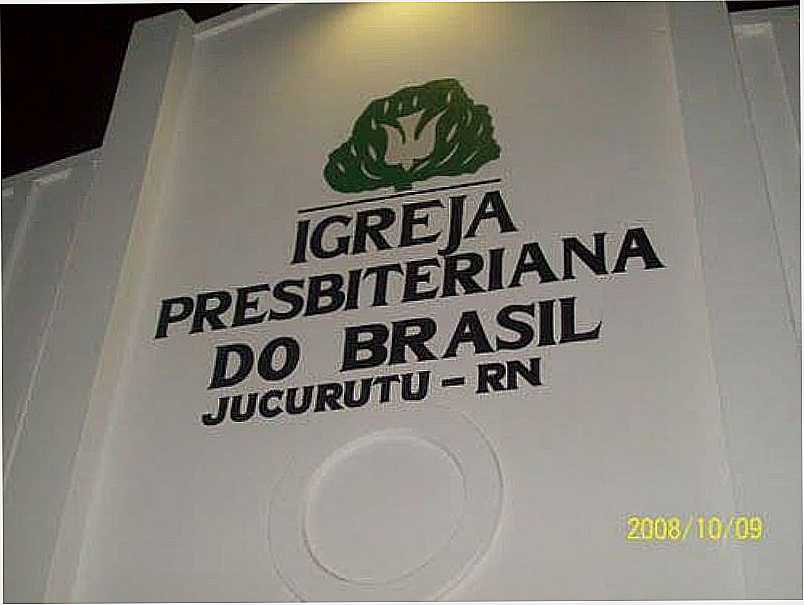 IGREJA
PRESBITERIANA
DO BRASIL
JUCURUTU - RN
2008/10/09